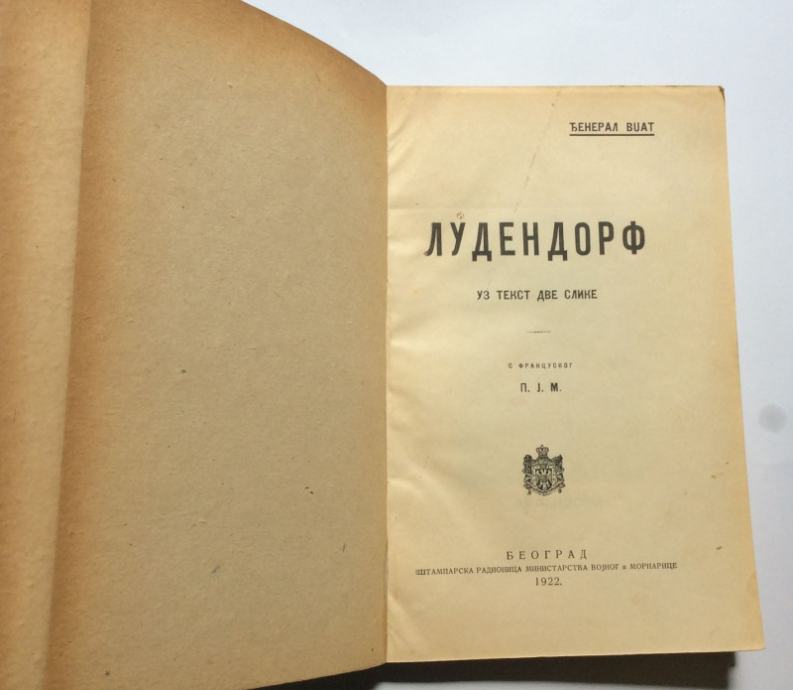 ЂЕНЕРАЛ ВИАТ
ЛУДЕНДОРФ
УЗ ТЕКСТ ДВЕ СЛИКЕ
С ФРАНЦУСКОГ
П. Ј. М.
БЕОГРАД
ШТАМПАРСКА РАДИОНИЦА МИНИСТАРСТВА ВОЈНОГ и МОРНАРИЦЕ
1922.